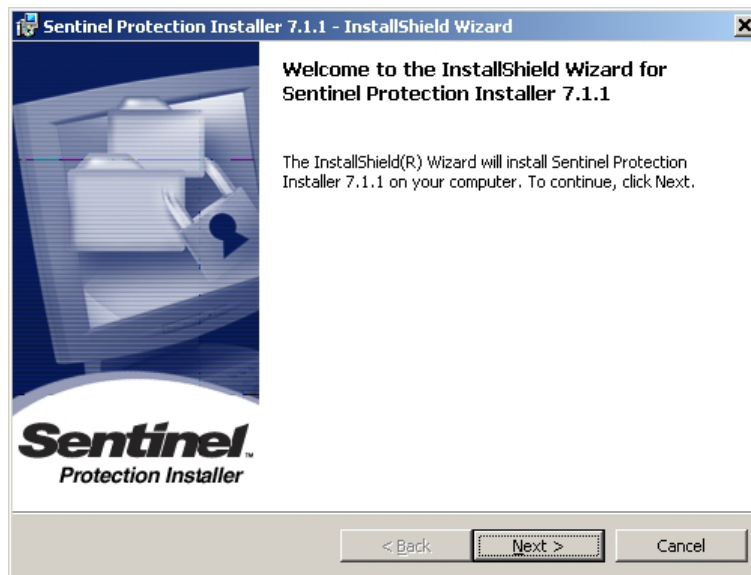 Sentinel Protection Installer 7.1.1 - InstallShield Wizard
Welcome to the InstallShield Wizard for
Sentinel Protection Installer 7.1.1
The InstallShield(R) Wizard will install Sentinel Protection
Installer 7.1.1 on your computer. To continue, click Next.
Sentinel™
Protection Installer
< Back
Next >
Cancel